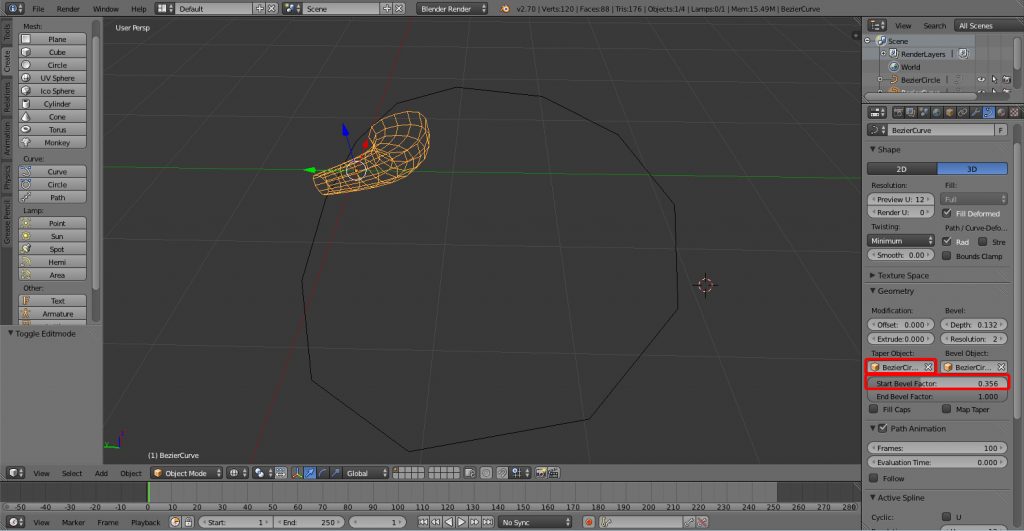 File Render Window Help Default Scene Blender Render v2.70 | Verts:120 | Faces:88 | Tris:176 | Objects:1/4 | Lamps:0/1 | Mem:15.49M | BezierCurve
Tools
Create
Relations
Animation
Physics
Grease Pencil
Mesh:
Plane
Cube
Circle
UV Sphere
Ico Sphere
Cylinder
Cone
Torus
Monkey
Curve:
Curve
Circle
Path
Lamp:
Point
Sun
Spot
Hemi
Area
Other:
Text
Armature
Toggle Editmode
User Persp
(1) BezierCurve
View Select Add Object Object Mode Global
-50 -40 -30 -20 -10 0 10 20 30 40 50 60 70 80 90 100 110 120 130 140 150 160 170 180 190 200 210 220 230 240 250 260 270 280
View Marker Frame Playback Start: 1 End: 250 1 No Sync
View Search All Scenes
Scene
RenderLayers
World
BezierCircle
BezierCurve F
Shape
2D 3D
Resolution: Fill:
Preview U: 12 Full
Render U: 0 Fill Deformed
Twisting: Path / Curve-Defo...
Minimum Rad Stre
Smooth: 0.00 Bounds Clamp
Texture Space
Geometry
Modification: Bevel:
Offset: 0.000 Depth: 0.132
Extrude:0.000 Resolution: 2
Taper Object: Bevel Object:
BezierCir... BezierCir...
Start Bevel Factor: 0.356
End Bevel Factor: 1.000
Fill Caps Map Taper
Path Animation
Frames: 100
Evaluation Time: 0.000
Follow
Active Spline
Cyclic: U